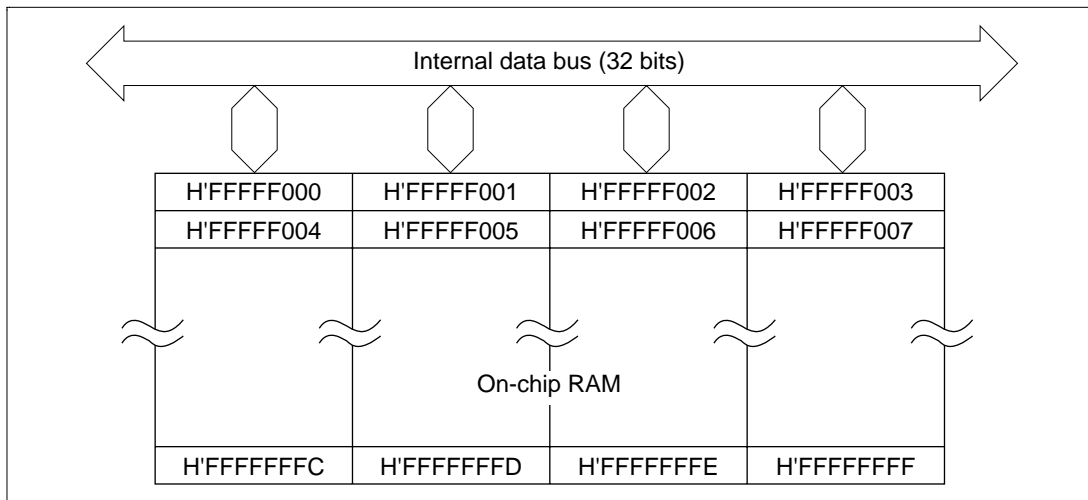 Internal data bus (32 bits)
H'FFFFF000 H'FFFFF001 H'FFFFF002 H'FFFFF003
H'FFFFF004 H'FFFFF005 H'FFFFF006 H'FFFFF007
On-chip RAM
H'FFFFFFFC H'FFFFFFFD H'FFFFFFFE H'FFFFFFFF